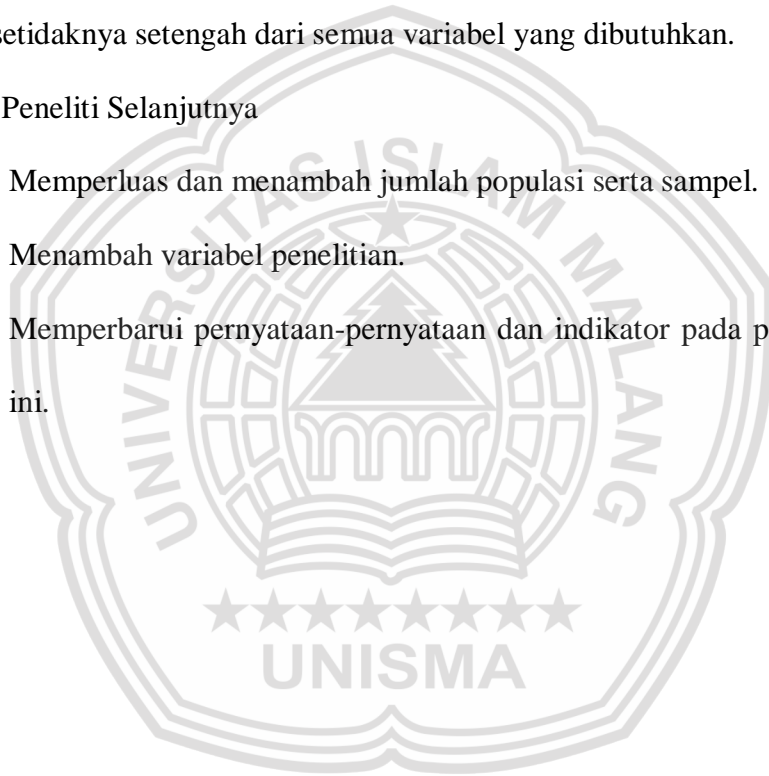 setidaknya setengah dari semua variabel yang dibutuhkan.
Peneliti Selanjutnya
Memperluas dan menambah jumlah populasi serta sampel.
Menambah variabel penelitian.
Memperbarui pernyataan-pernyataan dan indikator pada p
ini.
UNIVERSITAS ISLAM MALANG
UNISMA